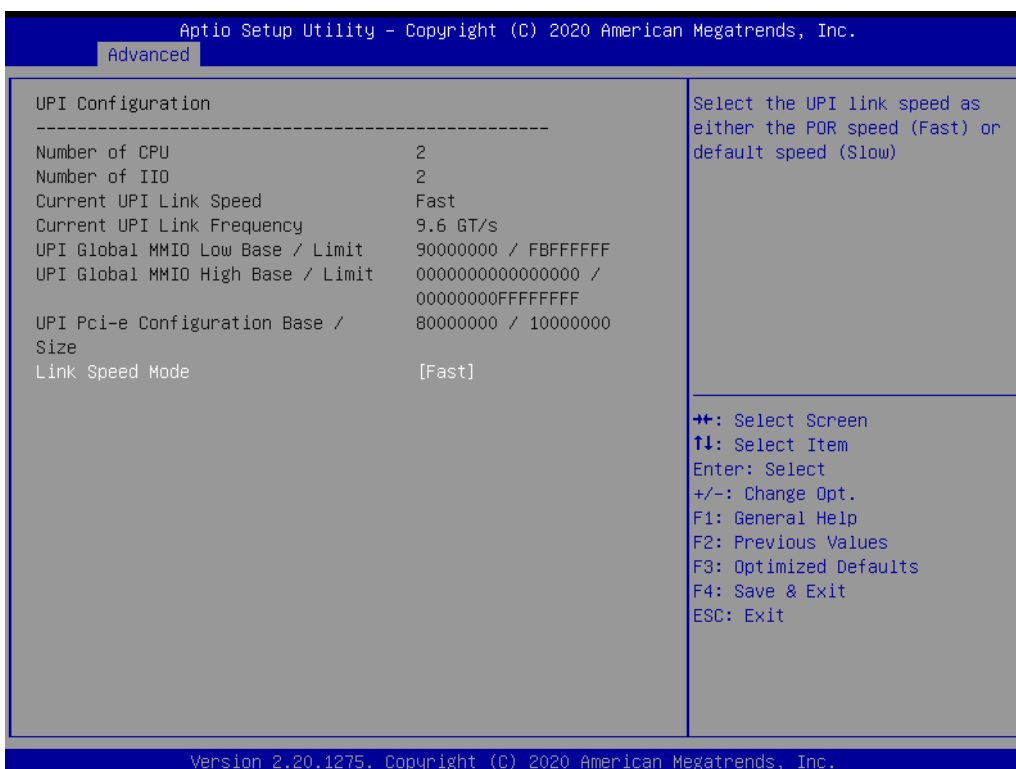 Aptio Setup Utility – Copyright (C) 2020 American Megatrends, Inc.
Advanced
UPI Configuration
--------------------------------------------------
Number of CPU 2
Number of IIO 2
Current UPI Link Speed Fast
Current UPI Link Frequency 9.6 GT/s
UPI Global MMIO Low Base / Limit 90000000 / FBFFFFFF
UPI Global MMIO High Base / Limit 0000000000000000 /
00000000FFFFFFFF
UPI Pci-e Configuration Base / 80000000 / 10000000
Size
Link Speed Mode [Fast]
Select the UPI link speed as
either the POR speed (Fast) or
default speed (Slow)
→←: Select Screen
↑↓: Select Item
Enter: Select
+/-: Change Opt.
F1: General Help
F2: Previous Values
F3: Optimized Defaults
F4: Save & Exit
ESC: Exit
Version 2.20.1275. Copyright (C) 2020 American Megatrends, Inc.